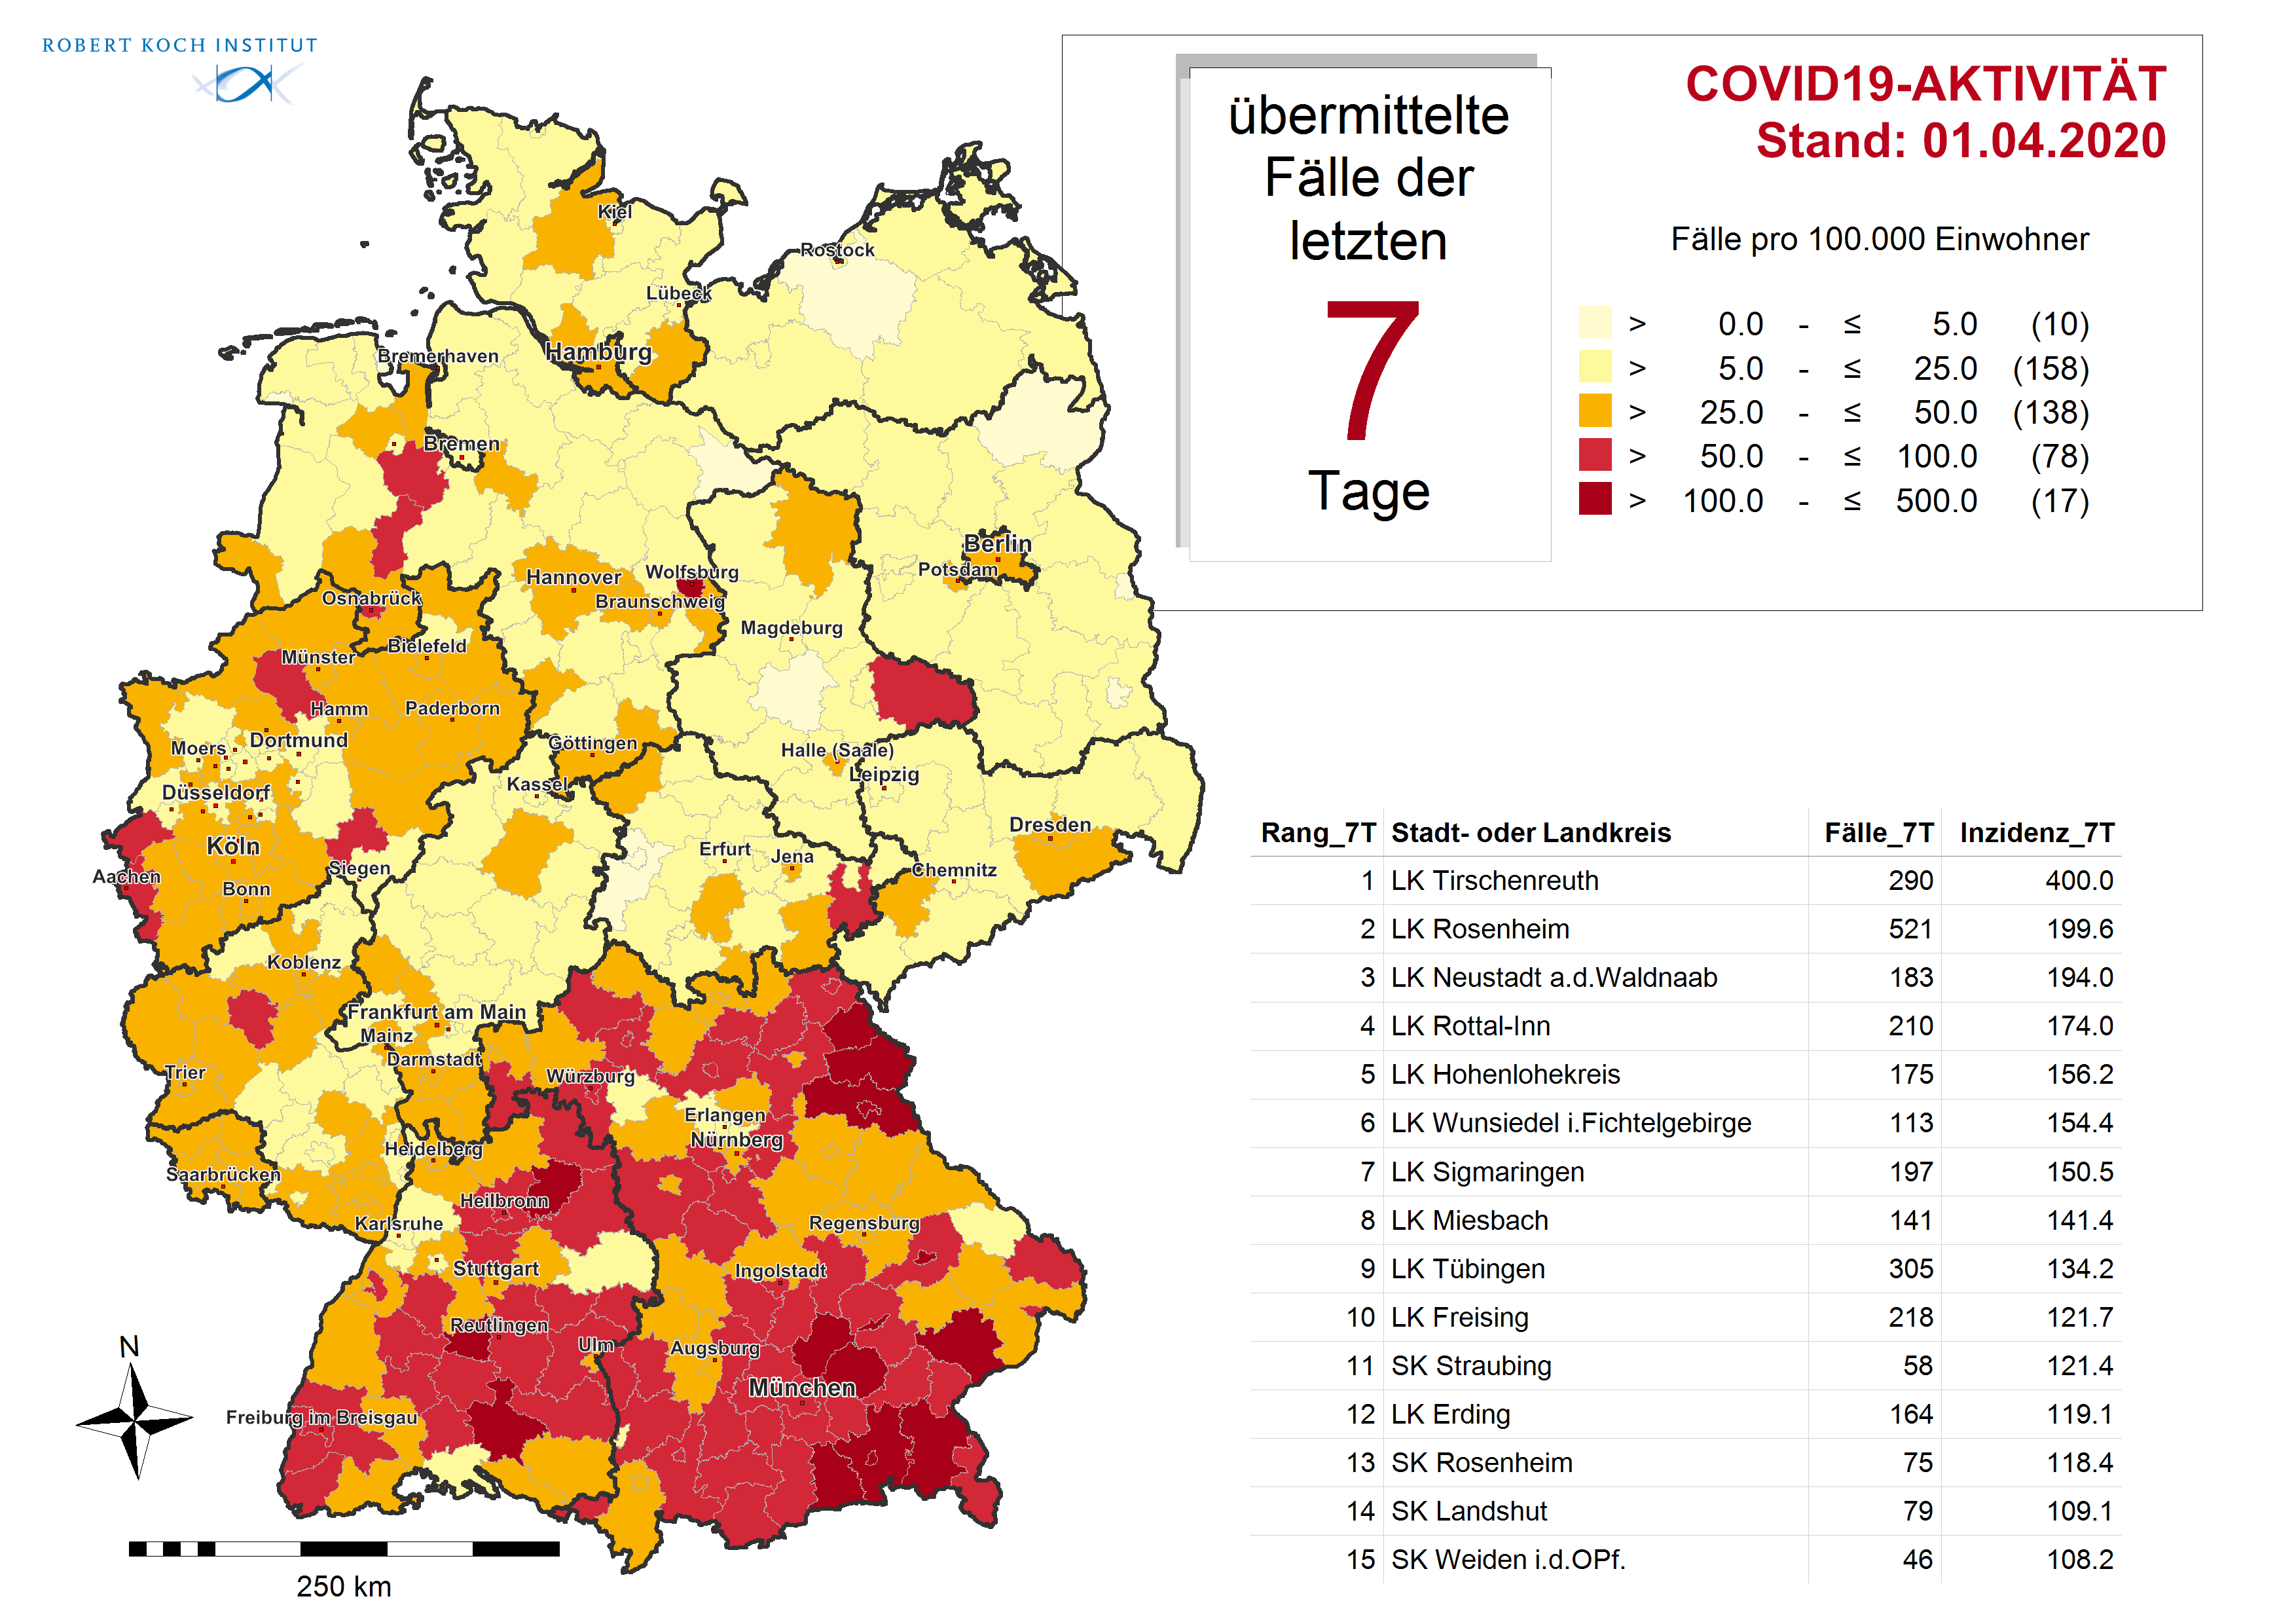 ROBERT KOCH INSTITUT
übermittelte
Fälle der
letzten
7
Tage
COVID19-AKTIVITÄT
Stand: 01.04.2020
Fälle pro 100.000 Einwohner
> 0.0 - ≤ 5.0 (10)
> 5.0 - ≤ 25.0 (158)
> 25.0 - ≤ 50.0 (138)
> 50.0 - ≤ 100.0 (78)
> 100.0 - ≤ 500.0 (17)
Kiel
Rostock
Lübeck
Hamburg
Bremerhaven
Bremen
Berlin
Potsdam
Hannover
Wolfsburg
Braunschweig
Osnabrück
Magdeburg
Bielefeld
Münster
Hamm
Paderborn
Moers
Dortmund
Göttingen
Halle (Saale)
Leipzig
Kassel
Düsseldorf
Dresden
Köln
Erfurt
Jena
Siegen
Chemnitz
Aachen
Bonn
Koblenz
Frankfurt am Main
Mainz
Darmstadt
Trier
Würzburg
Erlangen
Nürnberg
Heidelberg
Saarbrücken
Heilbronn
Karlsruhe
Regensburg
Stuttgart
Ingolstadt
Reutlingen
Ulm
Augsburg
München
Freiburg im Breisgau
N
250 km
Rang_7T Stadt- oder Landkreis Fälle_7T Inzidenz_7T
1 LK Tirschenreuth 290 400.0
2 LK Rosenheim 521 199.6
3 LK Neustadt a.d.Waldnaab 183 194.0
4 LK Rottal-Inn 210 174.0
5 LK Hohenlohekreis 175 156.2
6 LK Wunsiedel i.Fichtelgebirge 113 154.4
7 LK Sigmaringen 197 150.5
8 LK Miesbach 141 141.4
9 LK Tübingen 305 134.2
10 LK Freising 218 121.7
11 SK Straubing 58 121.4
12 LK Erding 164 119.1
13 SK Rosenheim 75 118.4
14 SK Landshut 79 109.1
15 SK Weiden i.d.OPf. 46 108.2